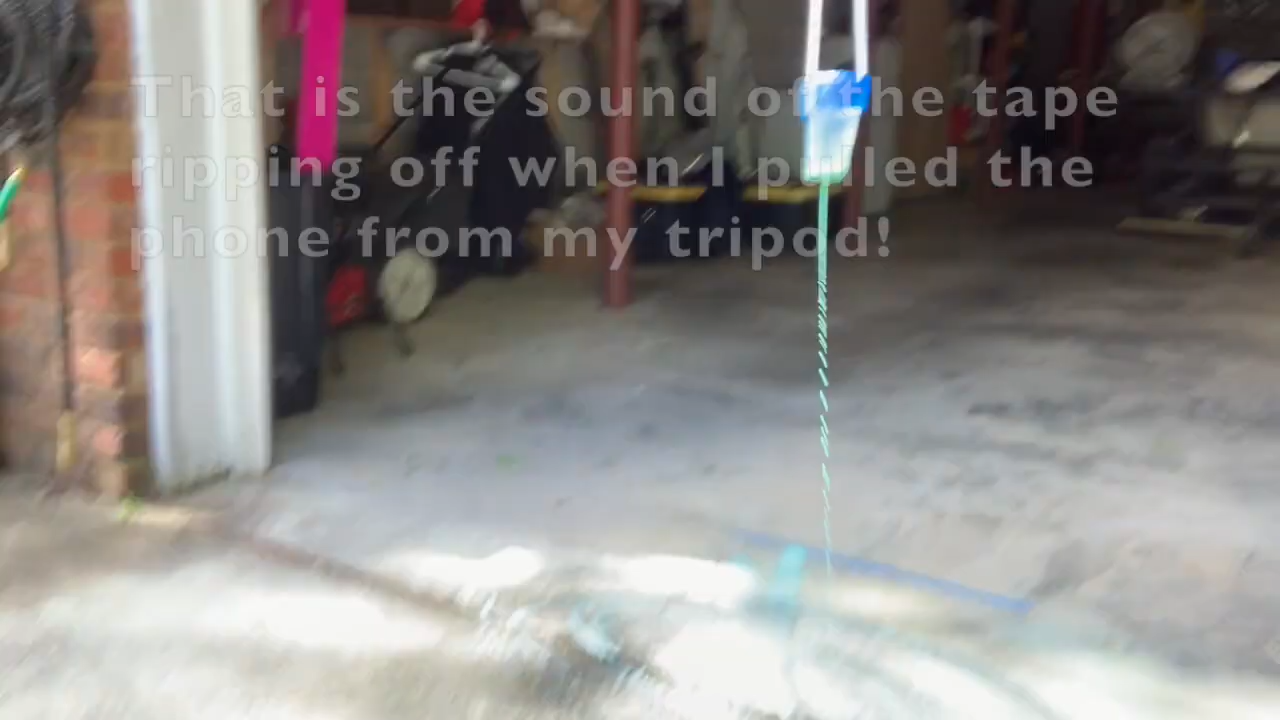 That is the sound of the tape
ripping off when I pulled the
phone from my tripod!